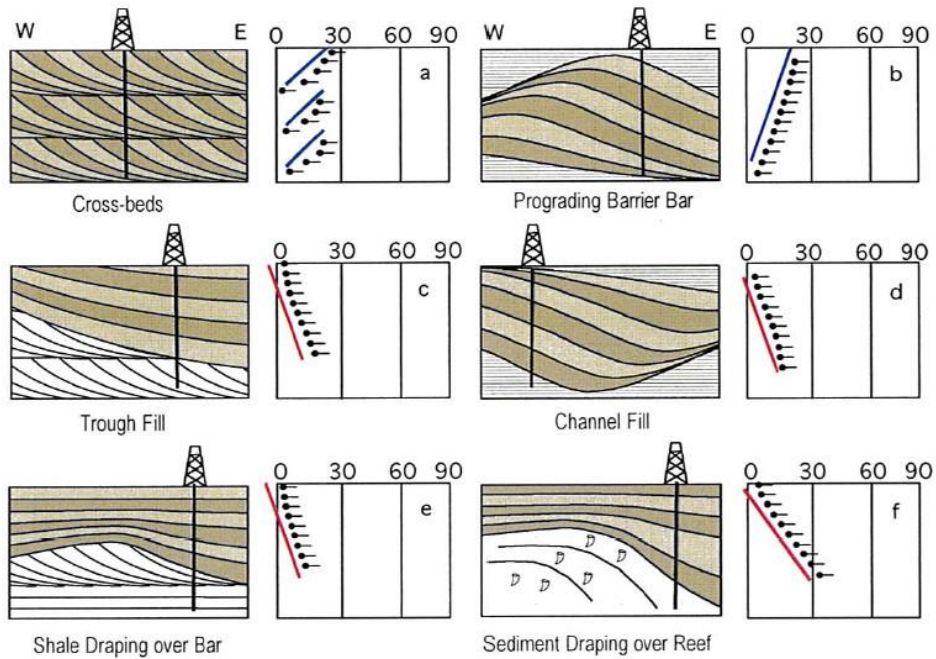 W E 0 30 60 90 W E 0 30 60 90
a b
Cross-beds Prograding Barrier Bar
0 30 60 90 0 30 60 90
c d
Trough Fill Channel Fill
0 30 60 90 0 30 60 90
e f
Shale Draping over Bar Sediment Draping over Reef